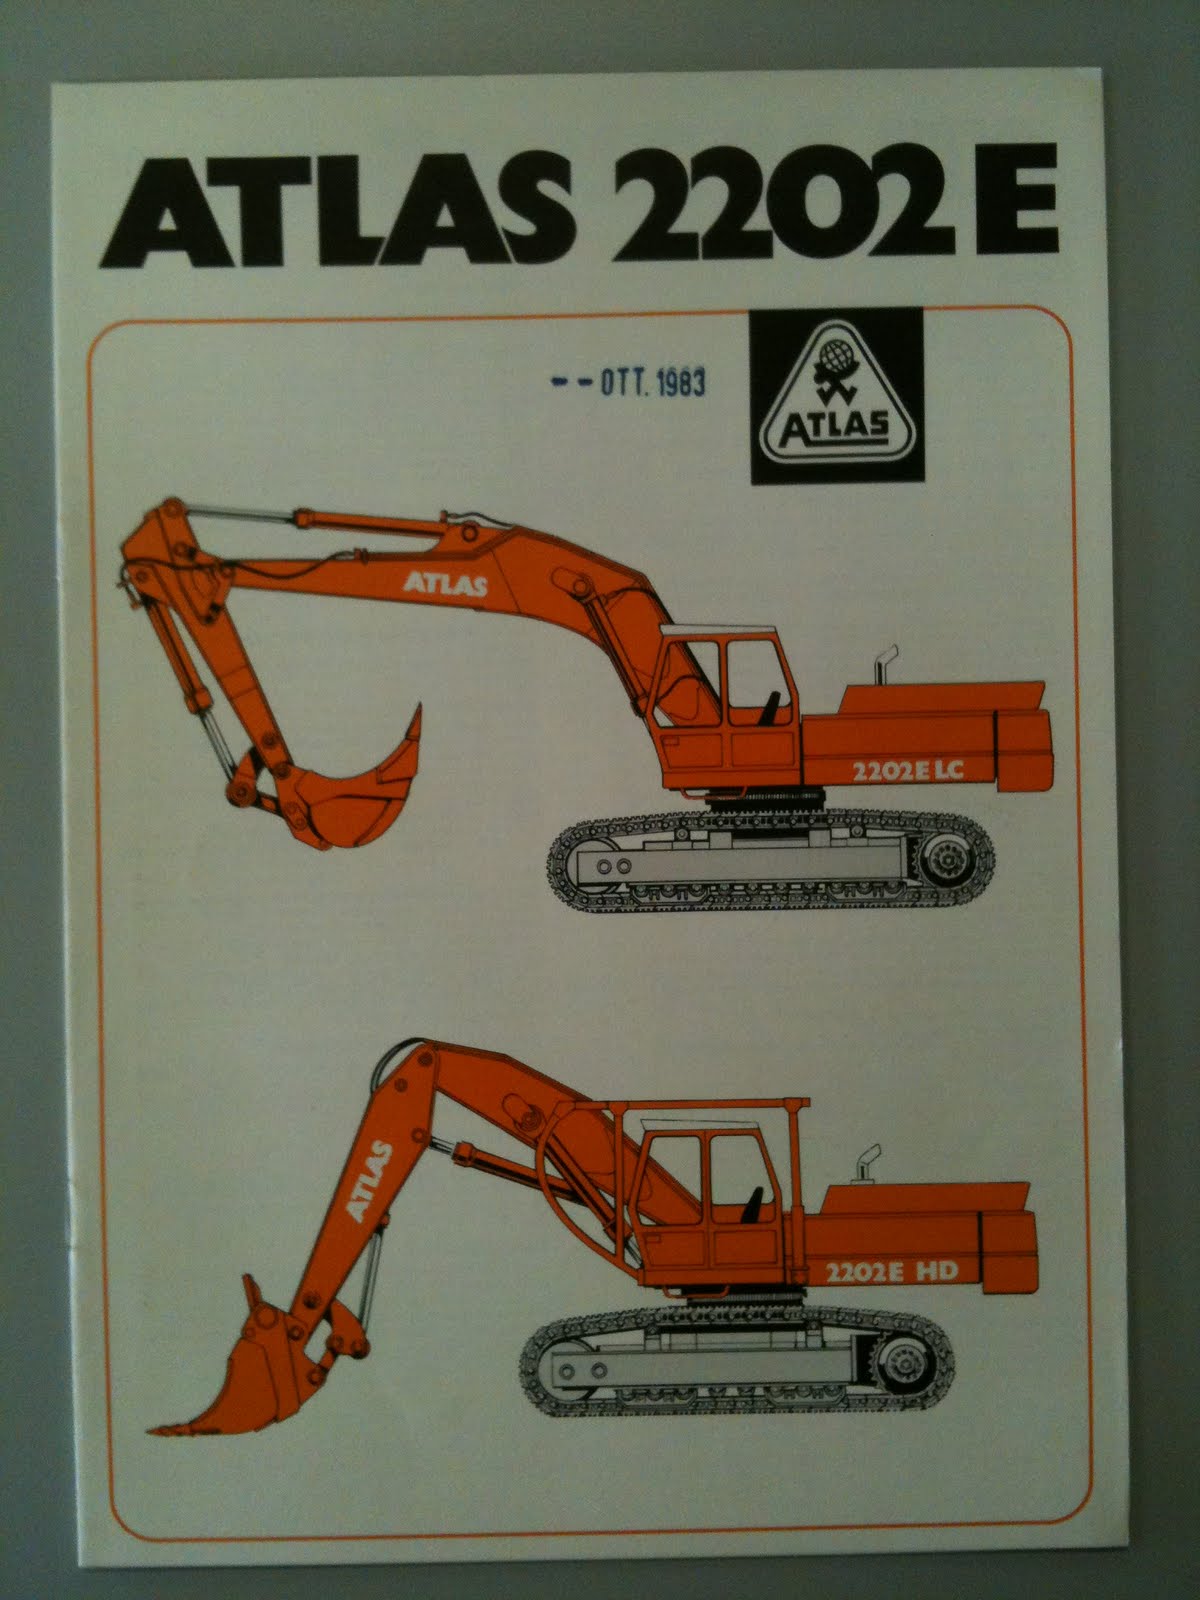 ATLAS 2202 E
-- OTT. 1983
ATLAS
ATLAS
2202E LC
ATLAS
2202E HD